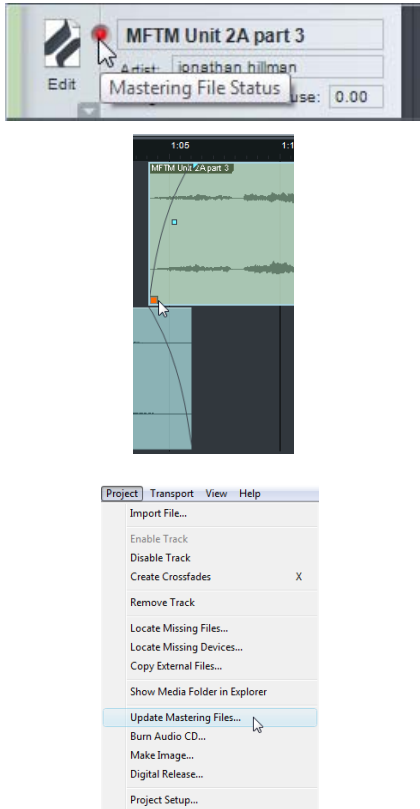 MFTM Unit 2A part 3
Artist: jonathan hillman
Edit
Mastering File Status
use: 0.00
1:05 1:1
MFTM Unit 2A part 3
Project Transport View Help
Import File...
Enable Track
Disable Track
Create Crossfades X
Remove Track
Locate Missing Files...
Locate Missing Devices...
Copy External Files...
Show Media Folder in Explorer
Update Mastering Files...
Burn Audio CD...
Make Image...
Digital Release...
Project Setup...